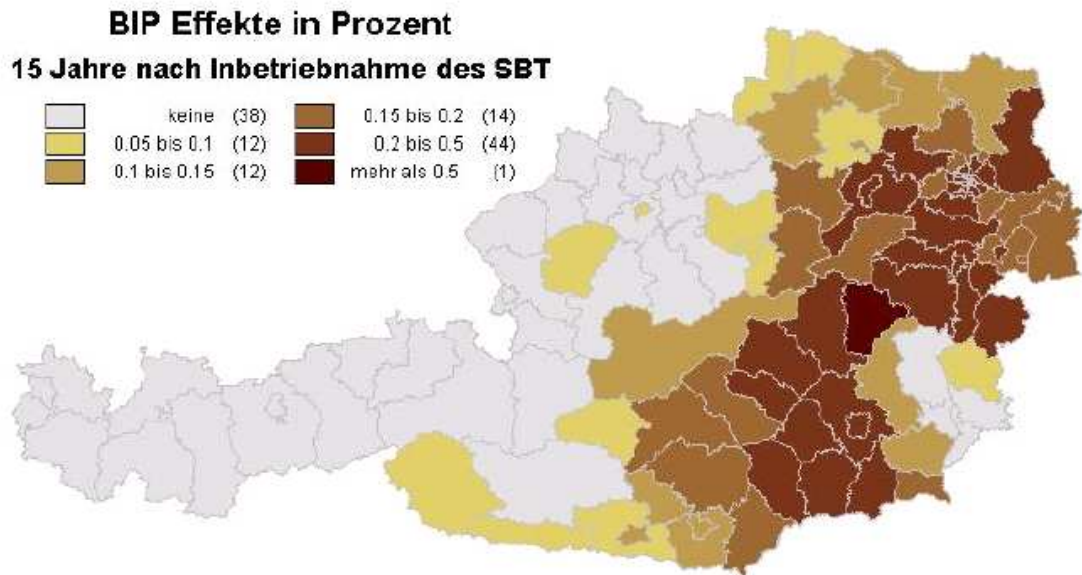 BIP Effekte in Prozent
15 Jahre nach Inbetriebnahme des SBT
keine (38)
0.05 bis 0.1 (12)
0.1 bis 0.15 (12)
0.15 bis 0.2 (14)
0.2 bis 0.5 (44)
mehr als 0.5 (1)